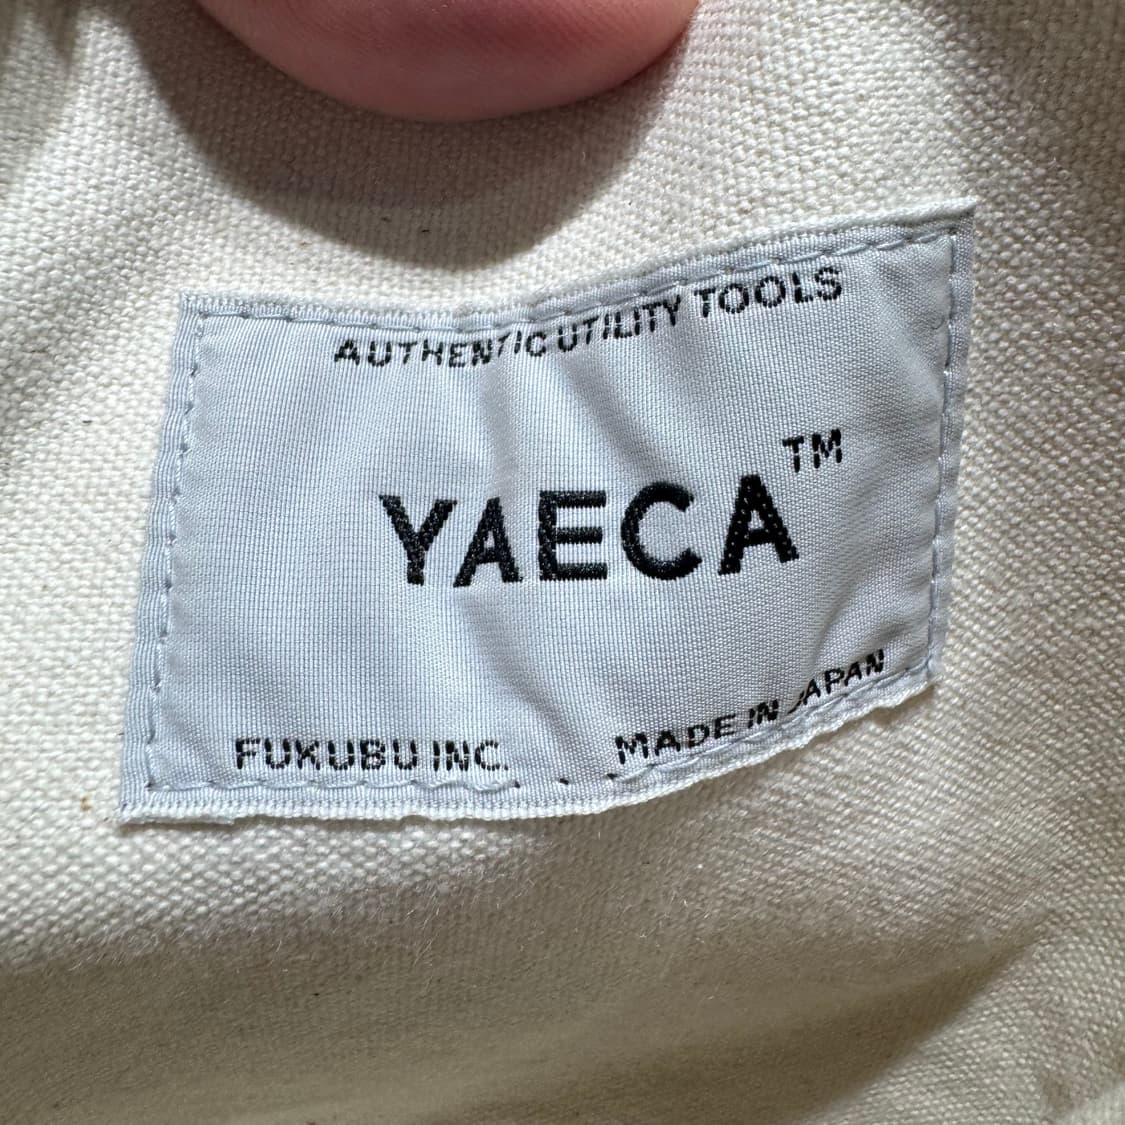 AUTHENTIC UTILITY TOOLS
YAECA™
FUKUBU INC. MADE IN JAPAN